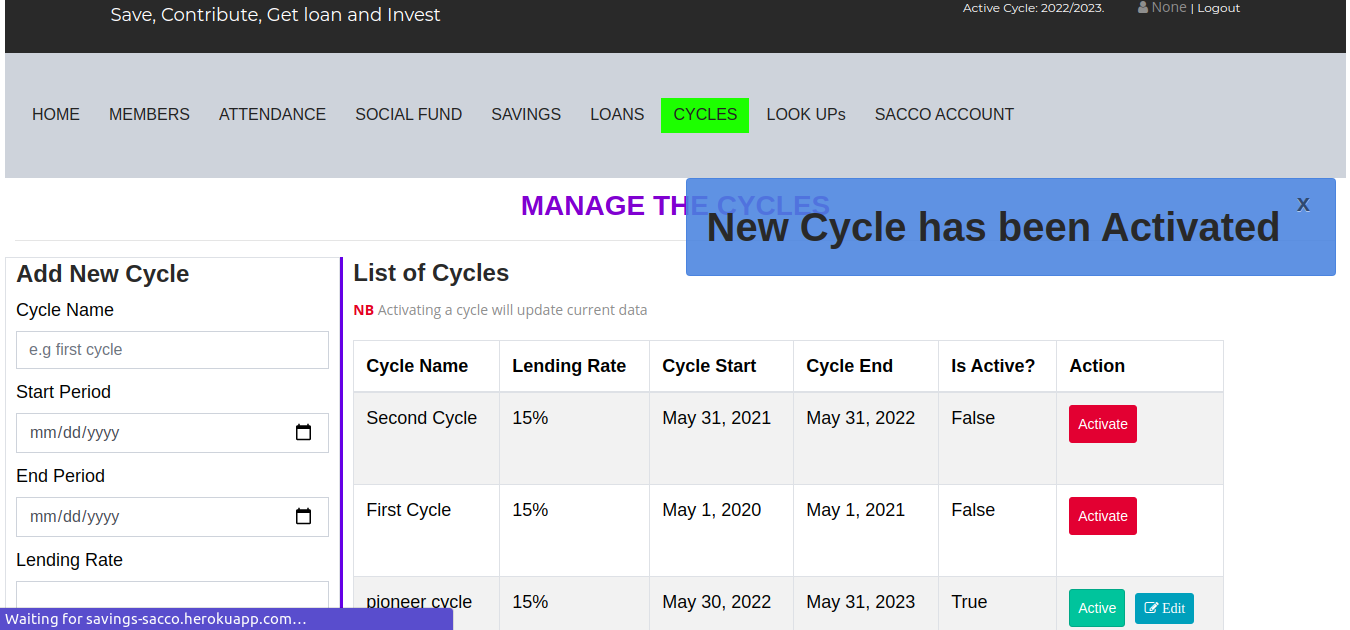 Save, Contribute, Get loan and Invest
Active Cycle: 2022/2023. None | Logout
HOME MEMBERS ATTENDANCE SOCIAL FUND SAVINGS LOANS CYCLES LOOK UPs SACCO ACCOUNT
MANAGE THE CYCLES
New Cycle has been Activated
x
Add New Cycle
Cycle Name
e.g first cycle
Start Period
mm/dd/yyyy
End Period
mm/dd/yyyy
Lending Rate
List of Cycles
NB Activating a cycle will update current data
Cycle Name Lending Rate Cycle Start Cycle End Is Active? Action
Second Cycle 15% May 31, 2021 May 31, 2022 False Activate
First Cycle 15% May 1, 2020 May 1, 2021 False Activate
pioneer cycle 15% May 30, 2022 May 31, 2023 True Active Edit
Waiting for savings-sacco.herokuapp.com...